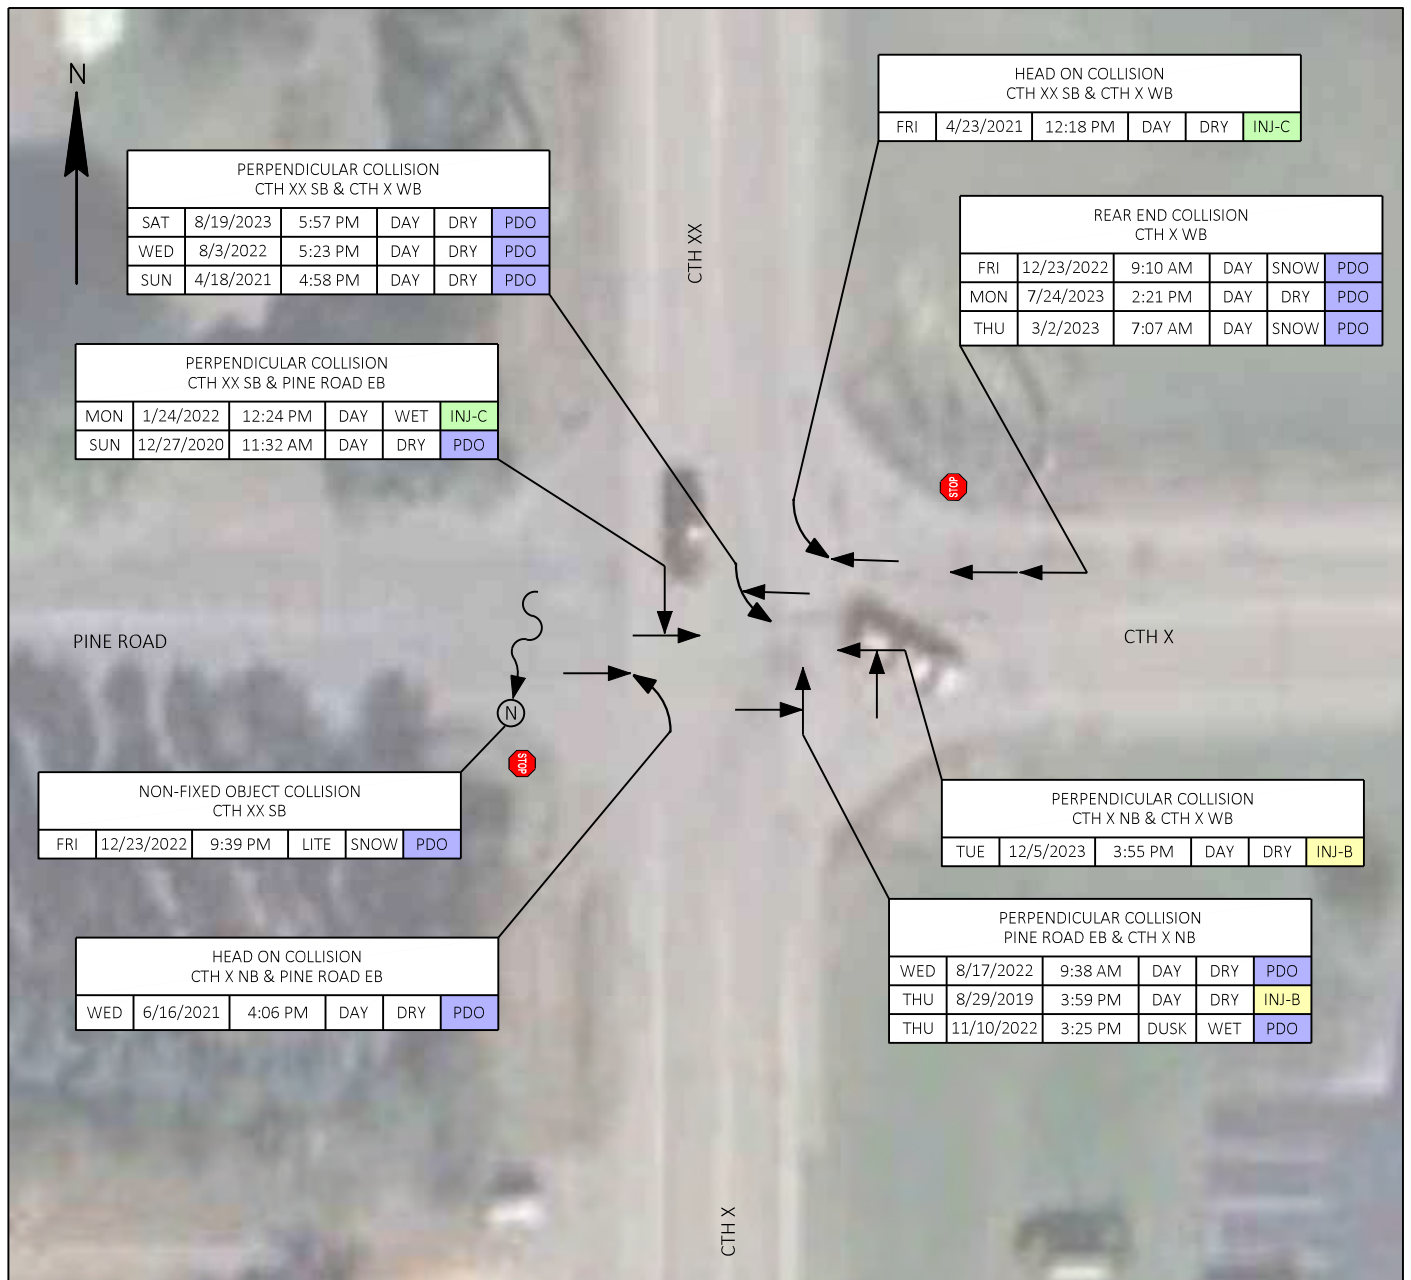 N
HEAD ON COLLISION
CTH XX SB & CTH X WB
FRI 4/23/2021 12:18 PM DAY DRY INJ-C
PERPENDICULAR COLLISION
CTH XX SB & CTH X WB
SAT 8/19/2023 5:57 PM DAY DRY PDO
WED 8/3/2022 5:23 PM DAY DRY PDO
SUN 4/18/2021 4:58 PM DAY DRY PDO
CTH XX
REAR END COLLISION
CTH X WB
FRI 12/23/2022 9:10 AM DAY SNOW PDO
MON 7/24/2023 2:21 PM DAY DRY PDO
THU 3/2/2023 7:07 AM DAY SNOW PDO
PERPENDICULAR COLLISION
CTH XX SB & PINE ROAD EB
MON 1/24/2022 12:24 PM DAY WET INJ-C
SUN 12/27/2020 11:32 AM DAY DRY PDO
STOP
PINE ROAD
CTH X
N
STOP
NON-FIXED OBJECT COLLISION
CTH XX SB
FRI 12/23/2022 9:39 PM LITE SNOW PDO
PERPENDICULAR COLLISION
CTH X NB & CTH X WB
TUE 12/5/2023 3:55 PM DAY DRY INJ-B
HEAD ON COLLISION
CTH X NB & PINE ROAD EB
WED 6/16/2021 4:06 PM DAY DRY PDO
PERPENDICULAR COLLISION
PINE ROAD EB & CTH X NB
WED 8/17/2022 9:38 AM DAY DRY PDO
THU 8/29/2019 3:59 PM DAY DRY INJ-B
THU 11/10/2022 3:25 PM DUSK WET PDO
CTH X